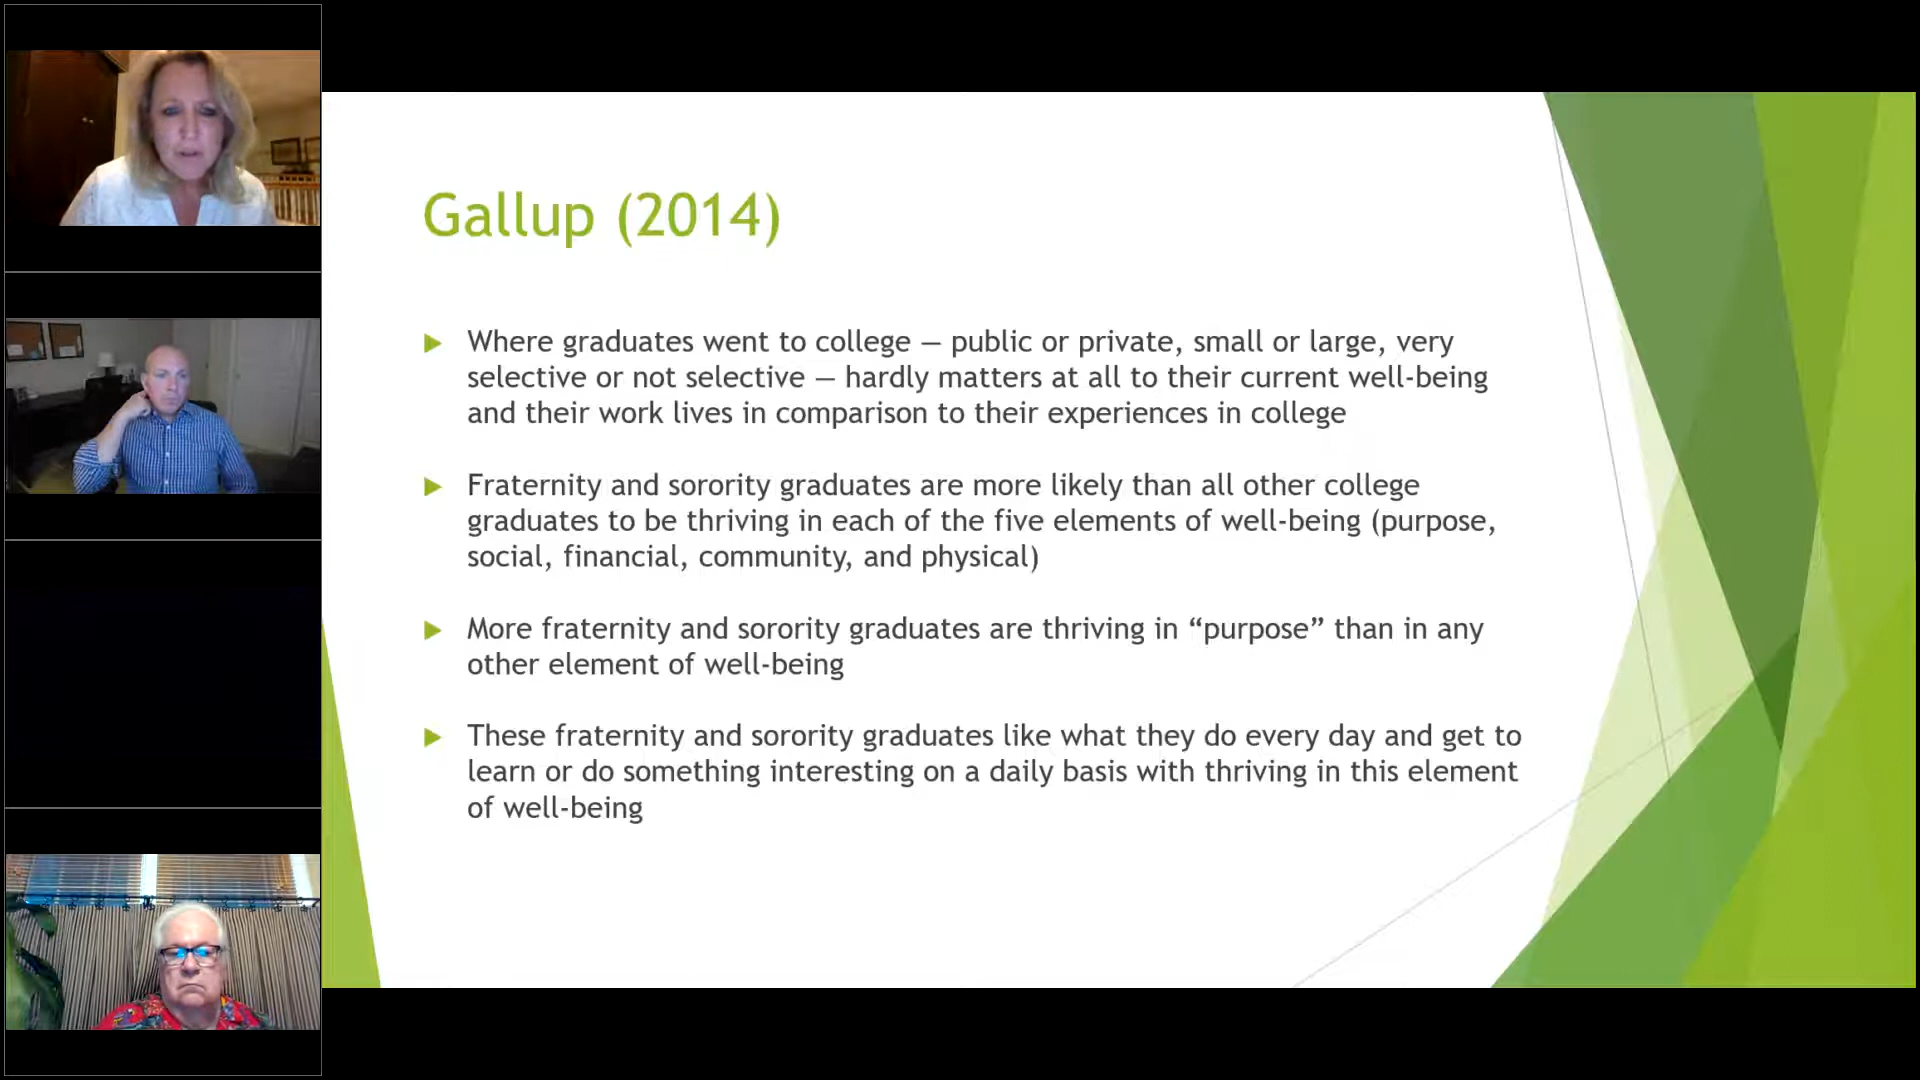 Gallup (2014)
Where graduates went to college — public or private, small or large, very
selective or not selective — hardly matters at all to their current well-being
and their work lives in comparison to their experiences in college
Fraternity and sorority graduates are more likely than all other college
graduates to be thriving in each of the five elements of well-being (purpose,
social, financial, community, and physical)
More fraternity and sorority graduates are thriving in “purpose” than in any
other element of well-being
These fraternity and sorority graduates like what they do every day and get to
learn or do something interesting on a daily basis with thriving in this element
of well-being